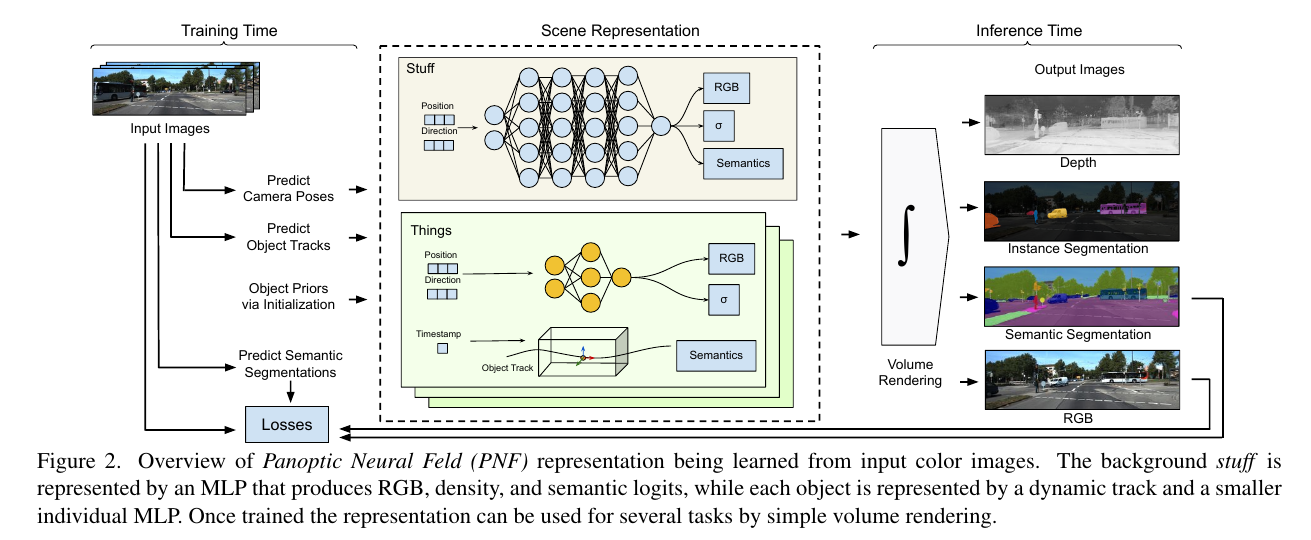 Training Time
Scene Representation
Inference Time
Input Images
Predict
Camera Poses
Predict
Object Tracks
Object Priors
via Initialization
Predict Semantic
Segmentations
Losses
Stuff
Position
Direction
RGB
σ
Semantics
Things
Position
Direction
RGB
σ
Timestamp
Object Track
Semantics
∫
Volume
Rendering
Output Images
Depth
Instance Segmentation
Semantic Segmentation
RGB
Figure 2. Overview of Panoptic Neural Feld (PNF) representation being learned from input color images. The background stuff is
represented by an MLP that produces RGB, density, and semantic logits, while each object is represented by a dynamic track and a smaller
individual MLP. Once trained the representation can be used for several tasks by simple volume rendering.